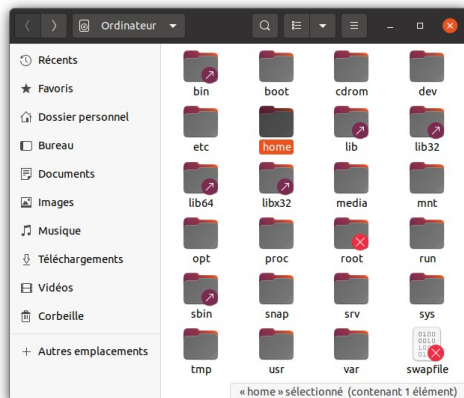 Ordinateur
Récents
Favoris
Dossier personnel
Bureau
Documents
Images
Musique
Téléchargements
Vidéos
Corbeille
+ Autres emplacements
bin boot cdrom dev
etc home lib lib32
lib64 libx32 media mnt
opt proc root run
sbin snap srv sys
tmp usr var swapfile
« home » sélectionné (contenant 1 élément)